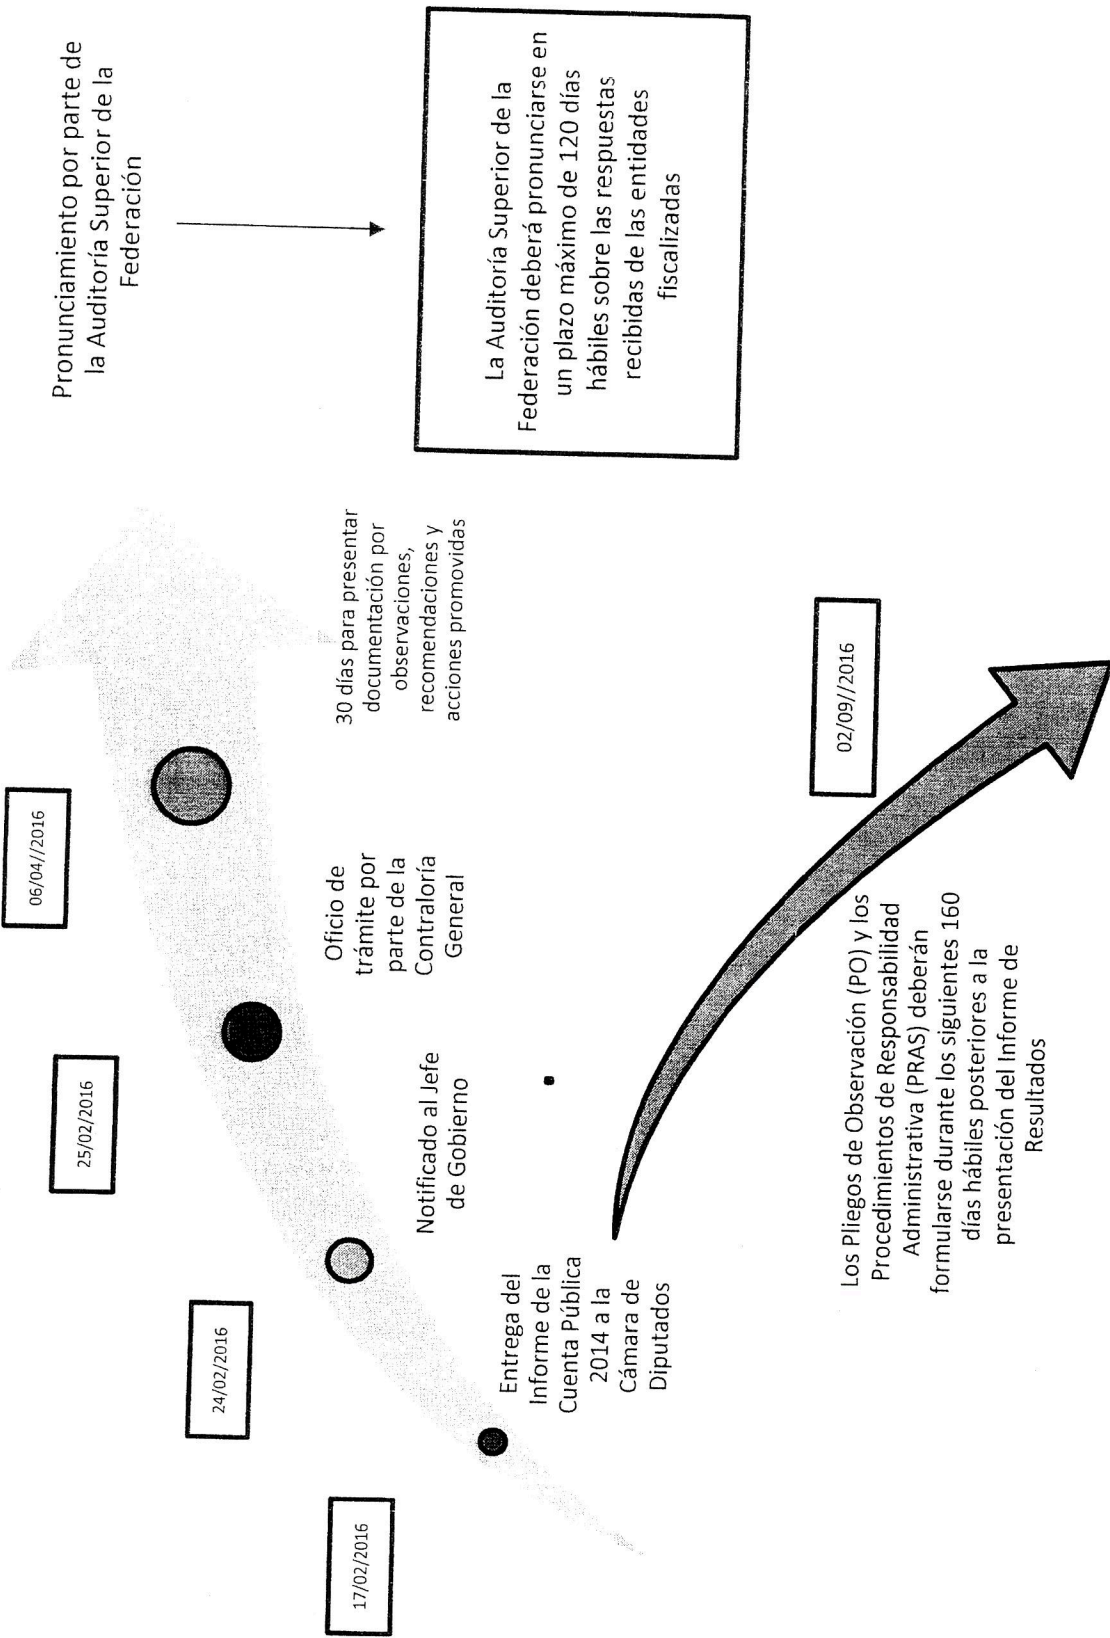 17/02/2016
24/02/2016
25/02/2016
06/04//2016
Entrega del
Informe de la
Cuenta Pública
2014 a la
Cámara de
Diputados
Notificado al Jefe
de Gobierno
Oficio de
trámite por
parte de la
Contraloría
General
30 días para presentar
documentación por
observaciones,
recomendaciones y
acciones promovidas
Pronunciamiento por parte de
la Auditoría Superior de la
Federación
La Auditoría Superior de la
Federación deberá pronunciarse en
un plazo máximo de 120 días
hábiles sobre las respuestas
recibidas de las entidades
fiscalizadas
02/09//2016
Los Pliegos de Observación (PO) y los
Procedimientos de Responsabilidad
Administrativa (PRAS) deberán
formularse durante los siguientes 160
días hábiles posteriores a la
presentación del Informe de
Resultados